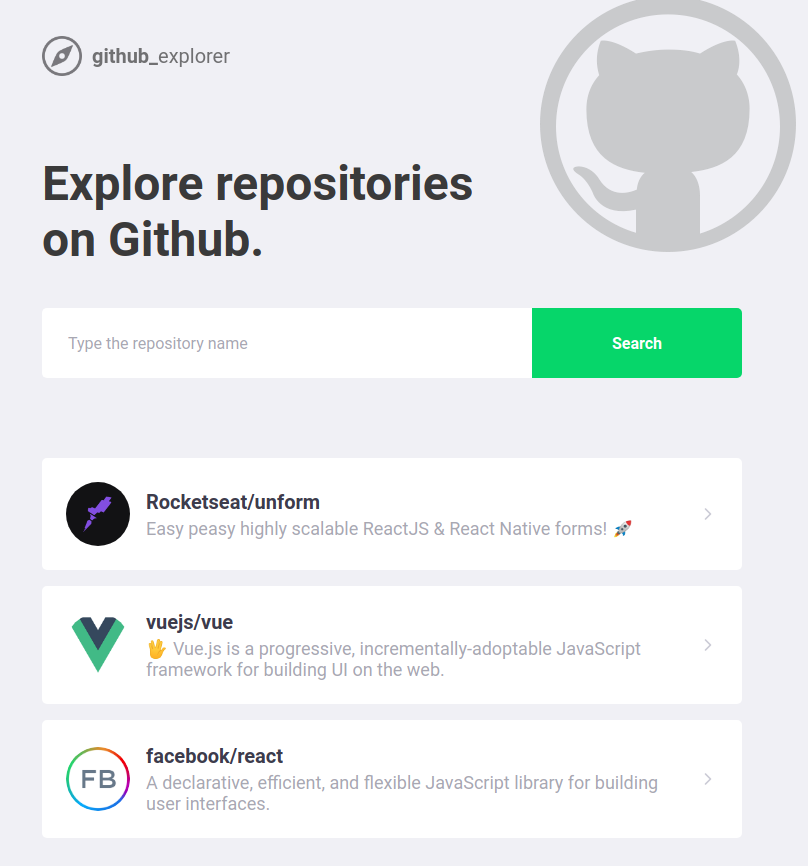 github_explorer
Explore repositories
on Github.
Type the repository name
Search
Rocketseat/unform
Easy peasy highly scalable ReactJS & React Native forms! 🚀
vuejs/vue
🖖 Vue.js is a progressive, incrementally-adoptable JavaScript
framework for building UI on the web.
FB
facebook/react
A declarative, efficient, and flexible JavaScript library for building
user interfaces.